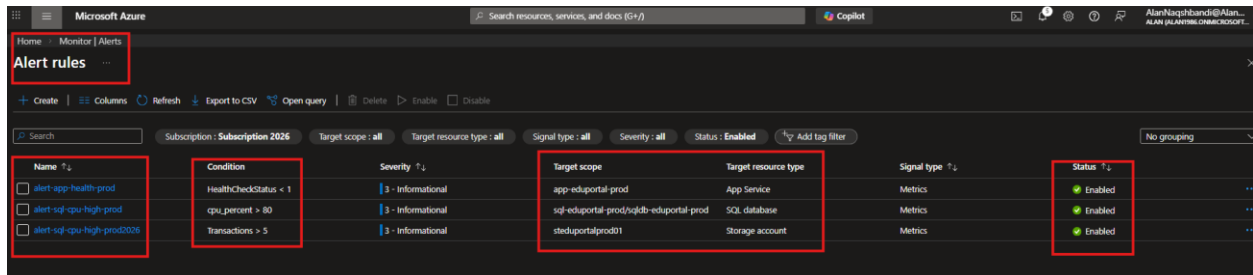 Microsoft Azure
Search resources, services, and docs (G+/)
Copilot
AlanNaqshbandi@Alan...
ALAN (ALAN1986.ONMICROSOFT...
Home > Monitor | Alerts
Alert rules ...
+ Create | Columns Refresh Export to CSV Open query | Delete Enable Disable
Search Subscription : Subscription 2026 Target scope : all Target resource type : all Signal type : all Severity : all Status : Enabled Add tag filter No grouping
Name ↑↓ Condition Severity ↑↓ Target scope Target resource type Signal type ↑↓ Status ↑↓
alert-app-health-prod HealthCheckStatus < 1 3 - Informational app-eduportal-prod App Service Metrics Enabled
alert-sql-cpu-high-prod cpu_percent > 80 3 - Informational sql-eduportal-prod/sqldb-eduportal-prod SQL database Metrics Enabled
alert-sql-cpu-high-prod2026 Transactions > 5 3 - Informational steduportalprod01 Storage account Metrics Enabled